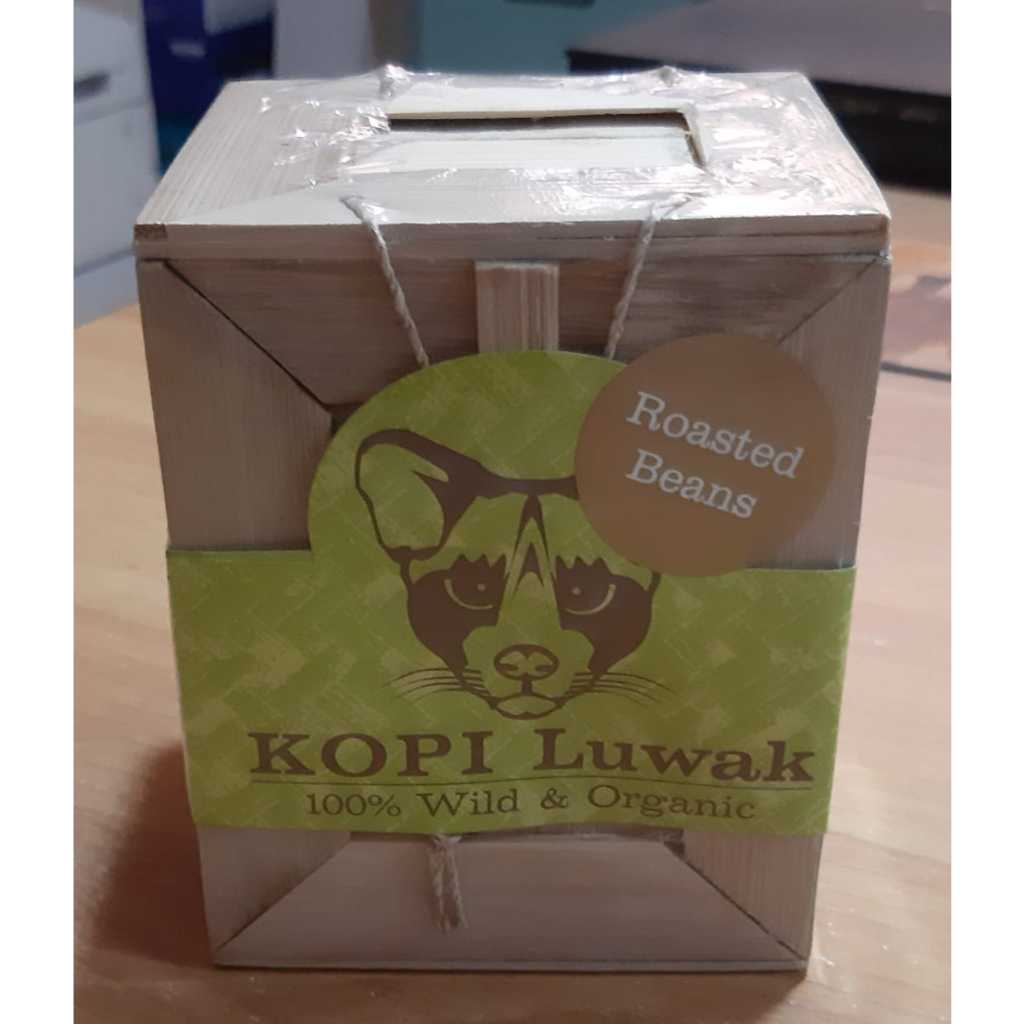 Roasted
Beans
KOPI Luwak
100% Wild & Organic